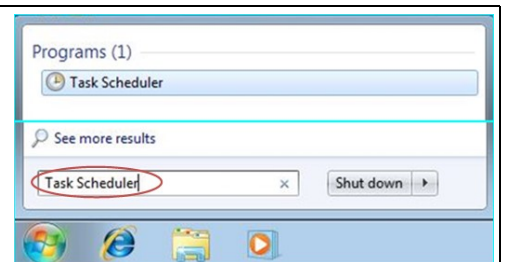 Programs (1)
Task Scheduler
See more results
Task Scheduler
Shut down